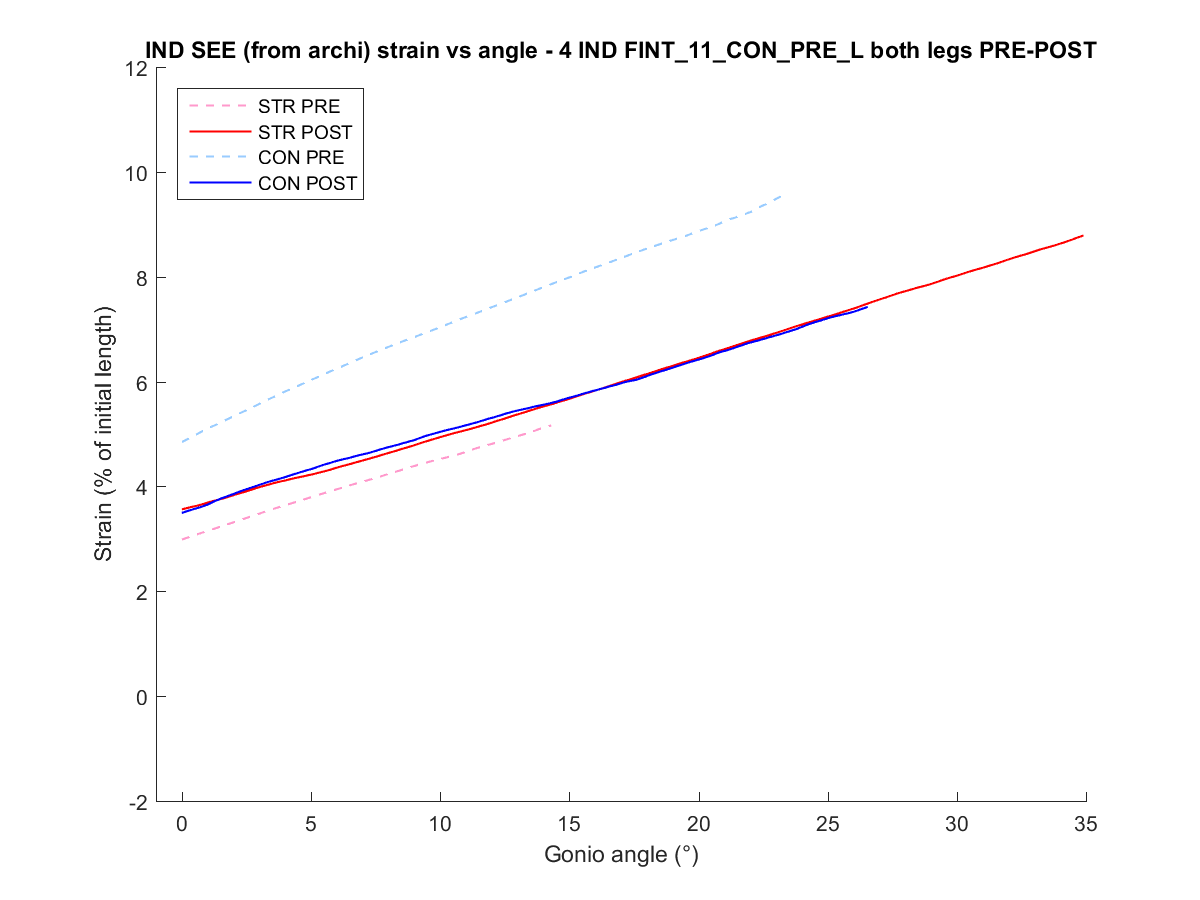 IND SEE (from archi) strain vs angle - 4 IND FINT_11_CON_PRE_L both legs PRE-POST
12
10
8
6
4
2
0
-2
Strain (% of initial length)
STR PRE
STR POST
CON PRE
CON POST
0 5 10 15 20 25 30 35
Gonio angle (°)